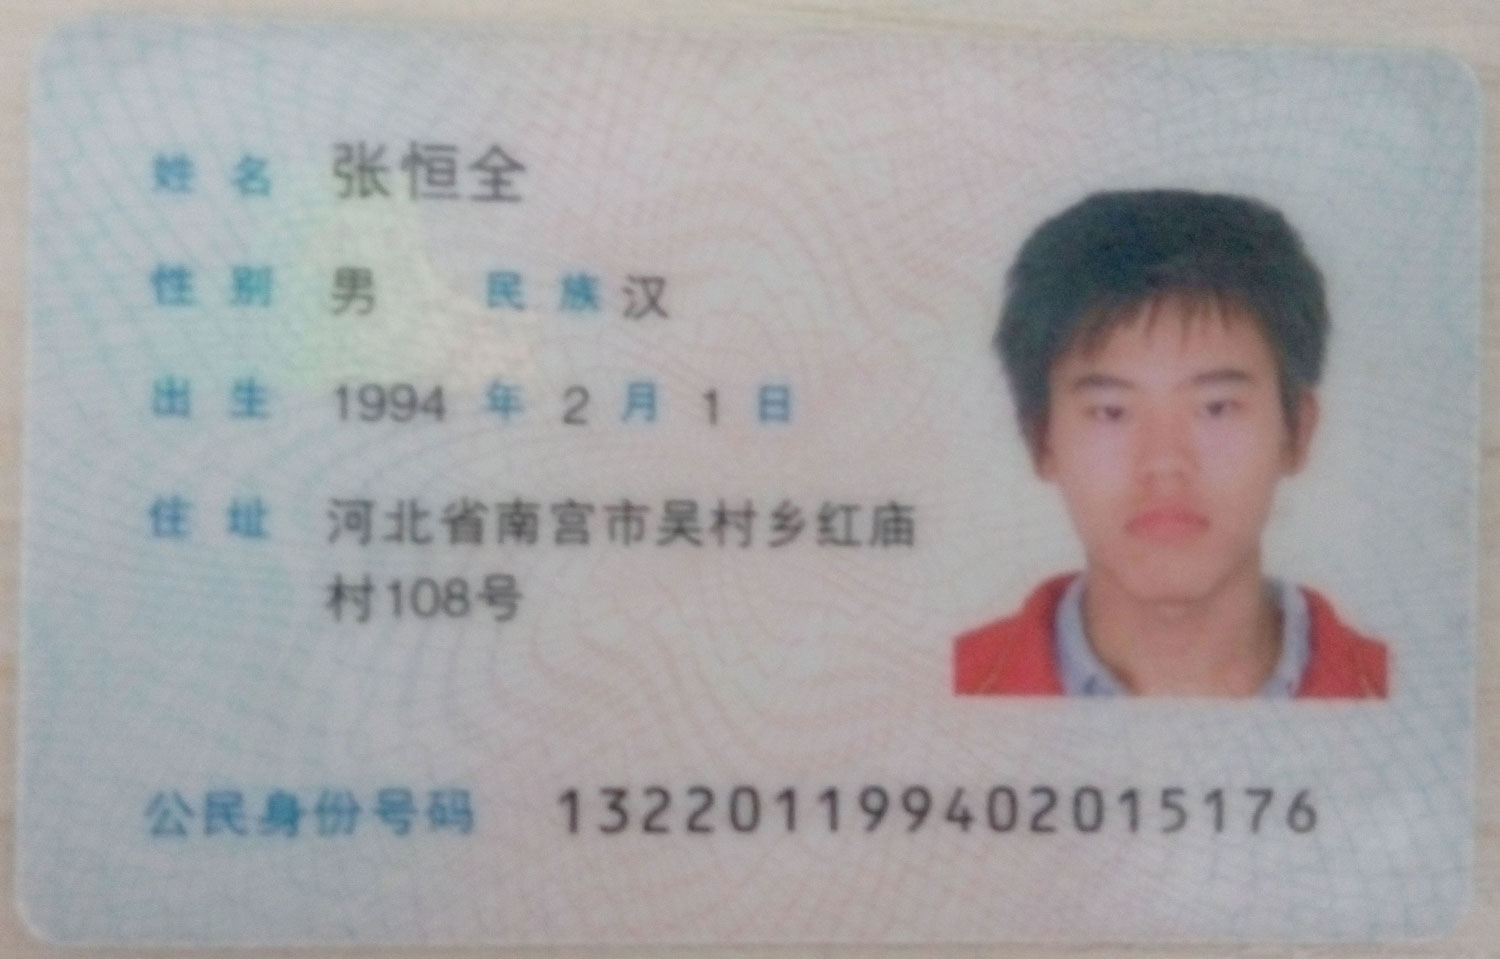 姓名 张恒全
性别 男 民族 汉
出生 1994 年 2 月 1 日
住址 河北省南宫市吴村乡红庙
村108号
公民身份号码 132201199402015176